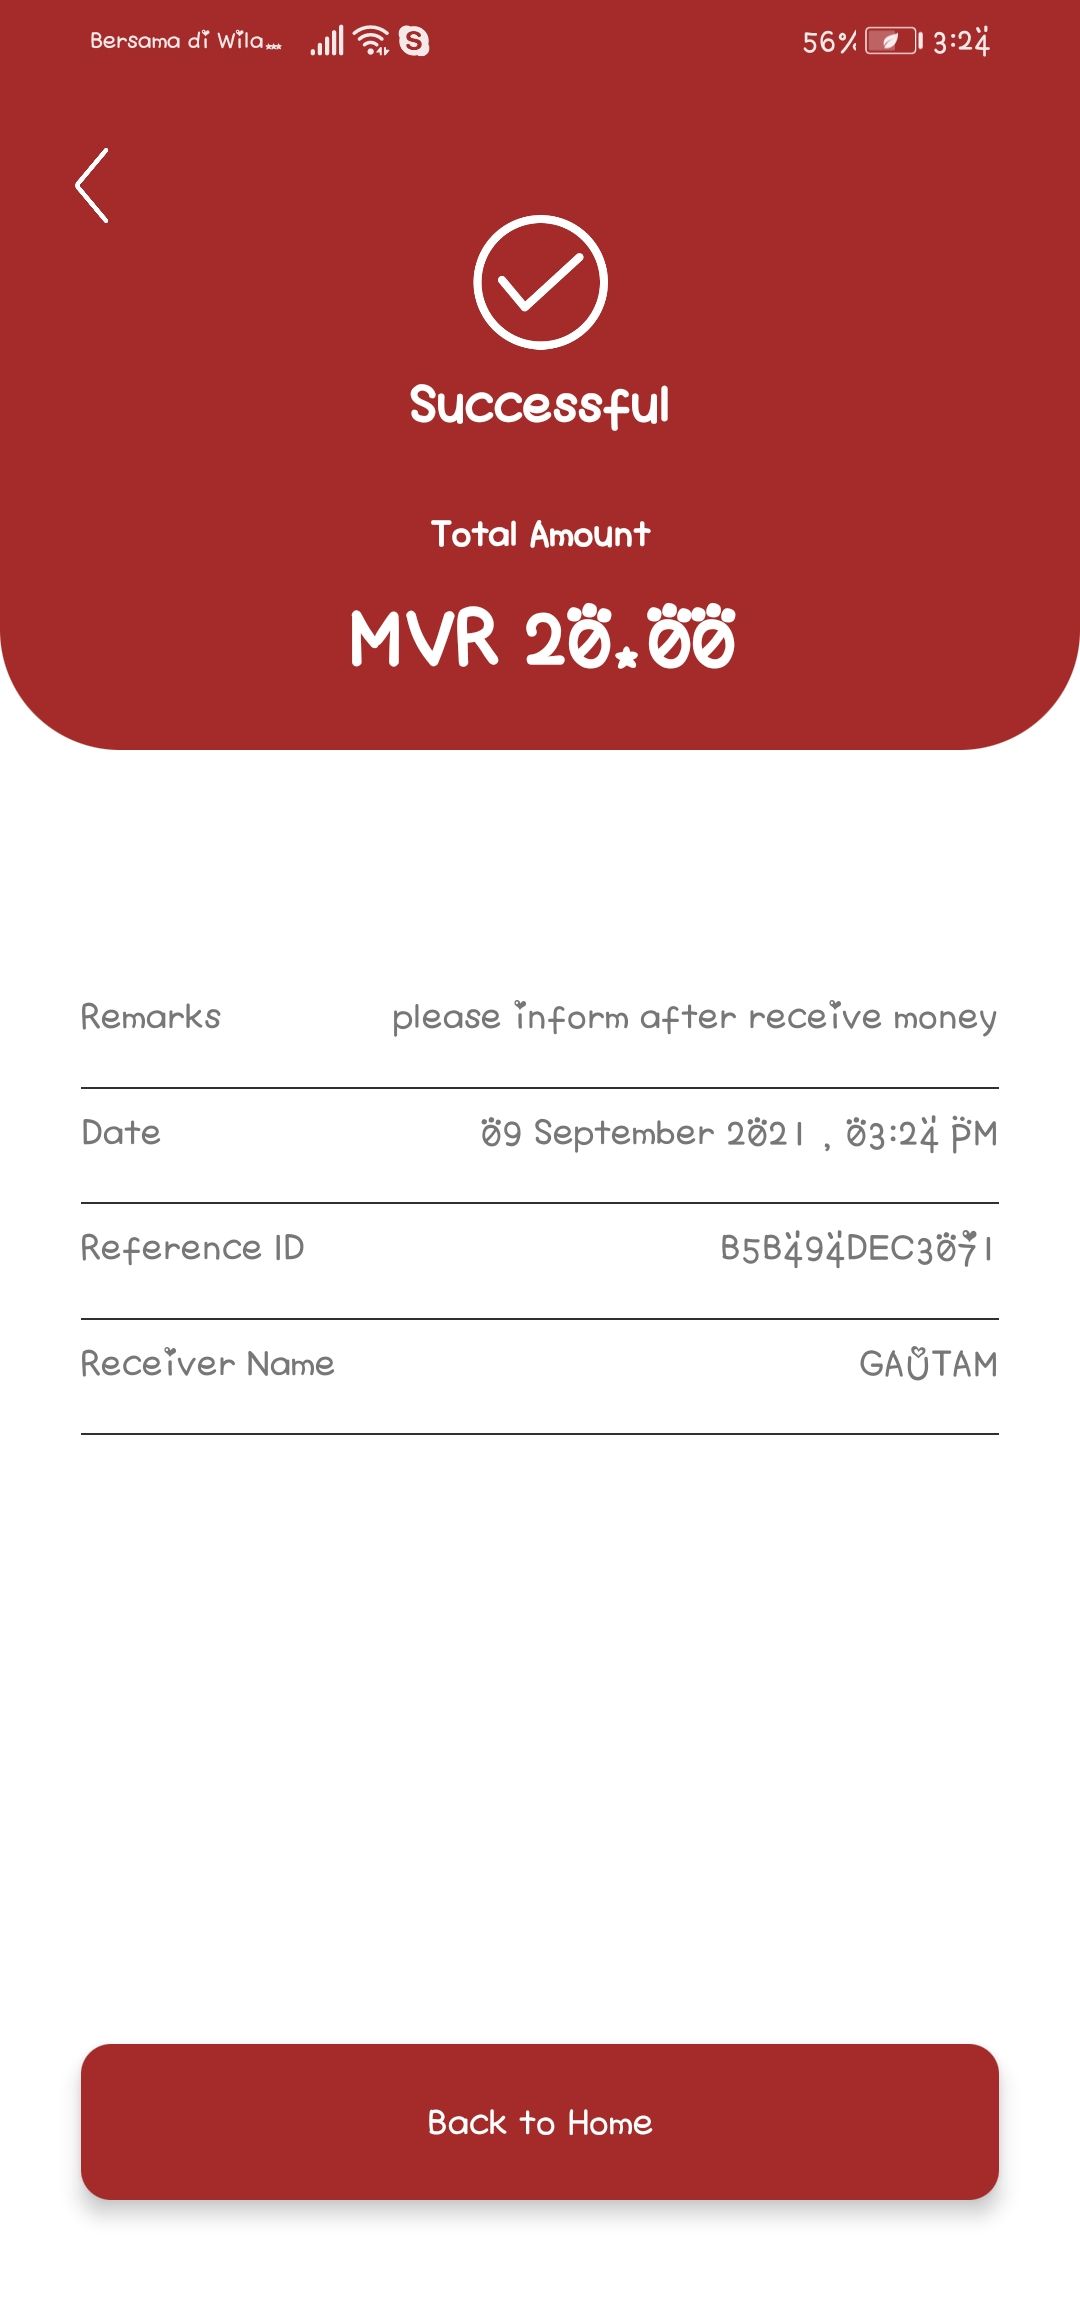 Bersama di Wila... 56% 3:24
Successful
Total Amount
MVR 20.00
Remarks please inform after receive money
Date 09 September 2021 , 03:24 PM
Reference ID B5B494DEC3071
Receiver Name GAUTAM
Back to Home